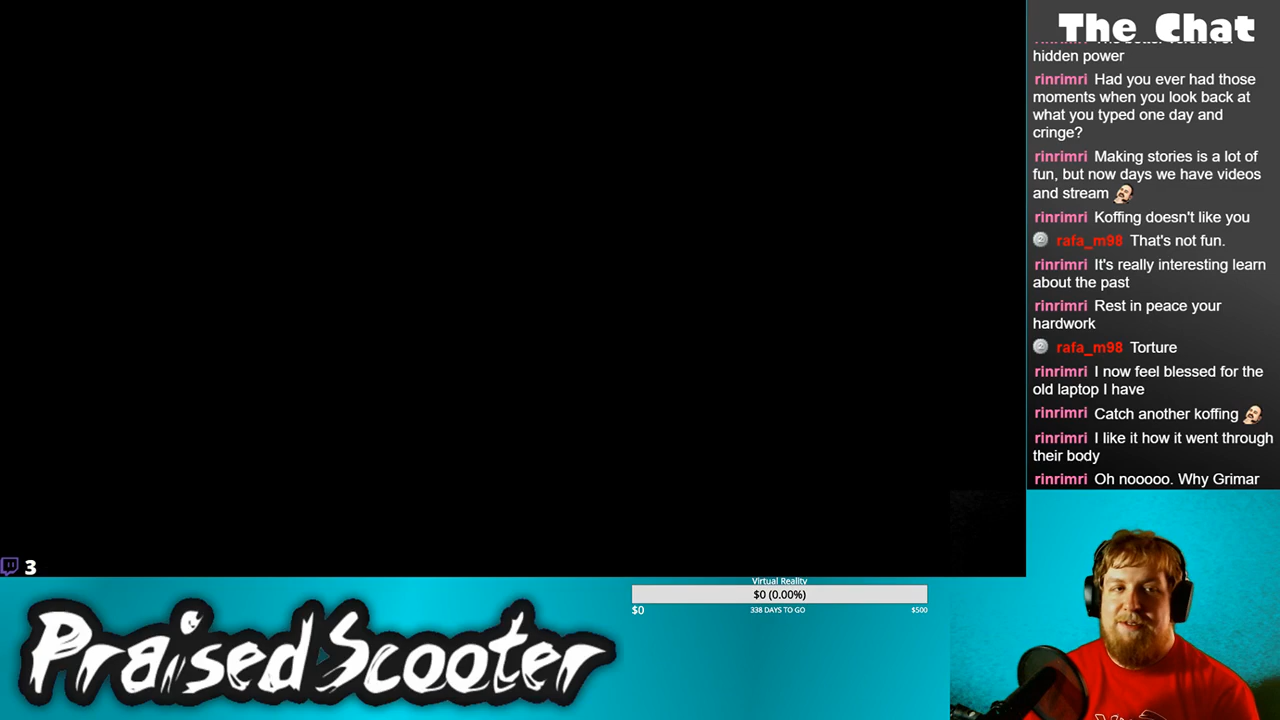 The Chat
hidden power
rinrimri Had you ever had those
moments when you look back at
what you typed one day and
cringe?
rinrimri Making stories is a lot of
fun, but now days we have videos
and stream
rinrimri Koffing doesn't like you
rafa_m98 That's not fun.
rinrimri It's really interesting learn
about the past
rinrimri Rest in peace your
hardwork
rafa_m98 Torture
rinrimri I now feel blessed for the
old laptop I have
rinrimri Catch another koffing
rinrimri I like it how it went through
their body
rinrimri Oh nooooo. Why Grimar
3
Virtual Reality
$0 (0.00%)
$0 338 DAYS TO GO $500
PraisedScooter